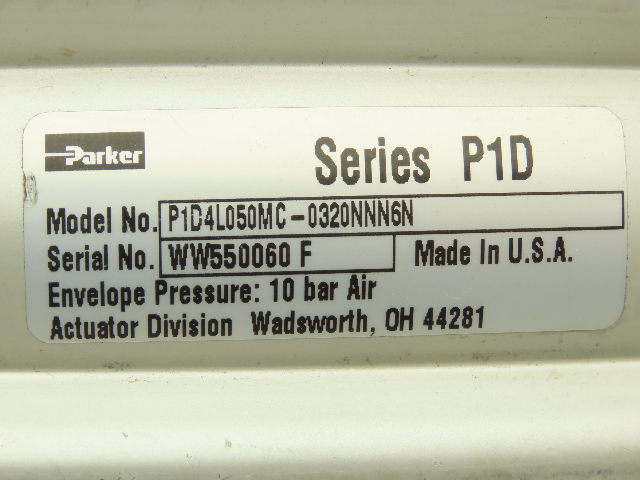 Parker
Series P1D
Model No. P1D4L050MC-0320NNN6N
Serial No. WW550060 F Made In U.S.A.
Envelope Pressure: 10 bar Air
Actuator Division Wadsworth, OH 44281